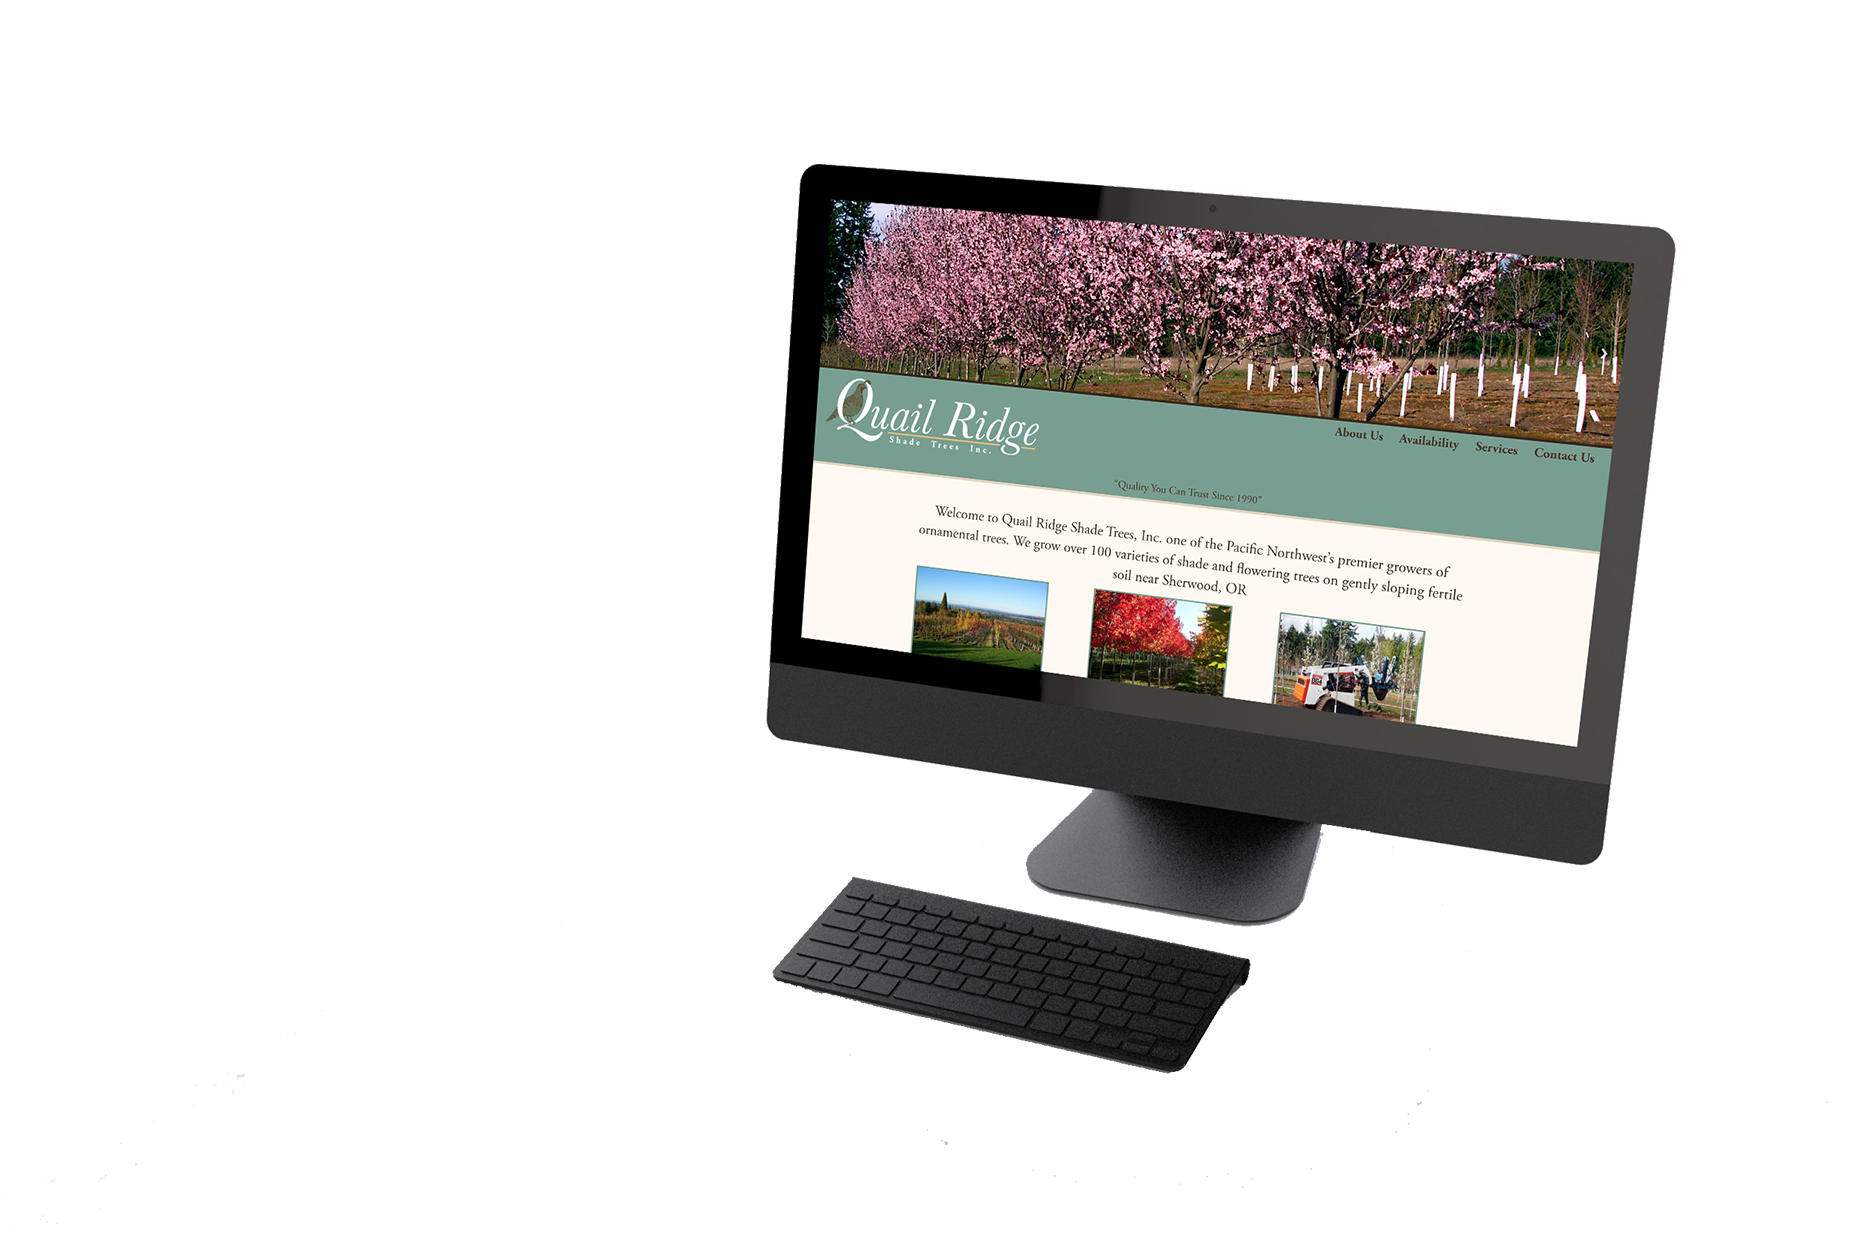 Quail Ridge
Shade Trees Inc.
About Us Availability Services Contact Us
“Quality You Can Trust Since 1990”
Welcome to Quail Ridge Shade Trees, Inc. one of the Pacific Northwest’s premier growers of
ornamental trees. We grow over 100 varieties of shade and flowering trees on gently sloping fertile
soil near Sherwood, OR